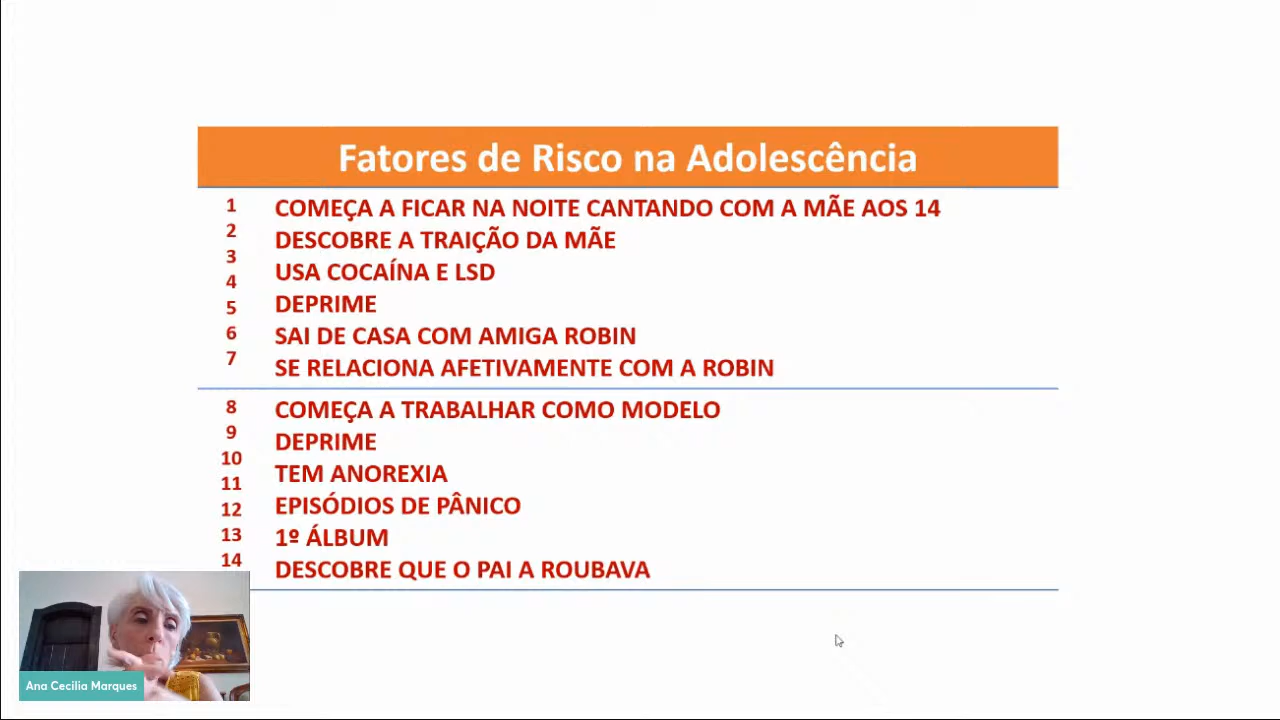 Fatores de Risco na Adolescência
1
2
3
4
5
6
7
COMEÇA A FICAR NA NOITE CANTANDO COM A MÃE AOS 14
DESCOBRE A TRAIÇÃO DA MÃE
USA COCAÍNA E LSD
DEPRIME
SAI DE CASA COM AMIGA ROBIN
SE RELACIONA AFETIVAMENTE COM A ROBIN
8
9
10
11
12
13
14
COMEÇA A TRABALHAR COMO MODELO
DEPRIME
TEM ANOREXIA
EPISÓDIOS DE PÂNICO
1º ÁLBUM
DESCOBRE QUE O PAI A ROUBAVA
Ana Cecilia Marques